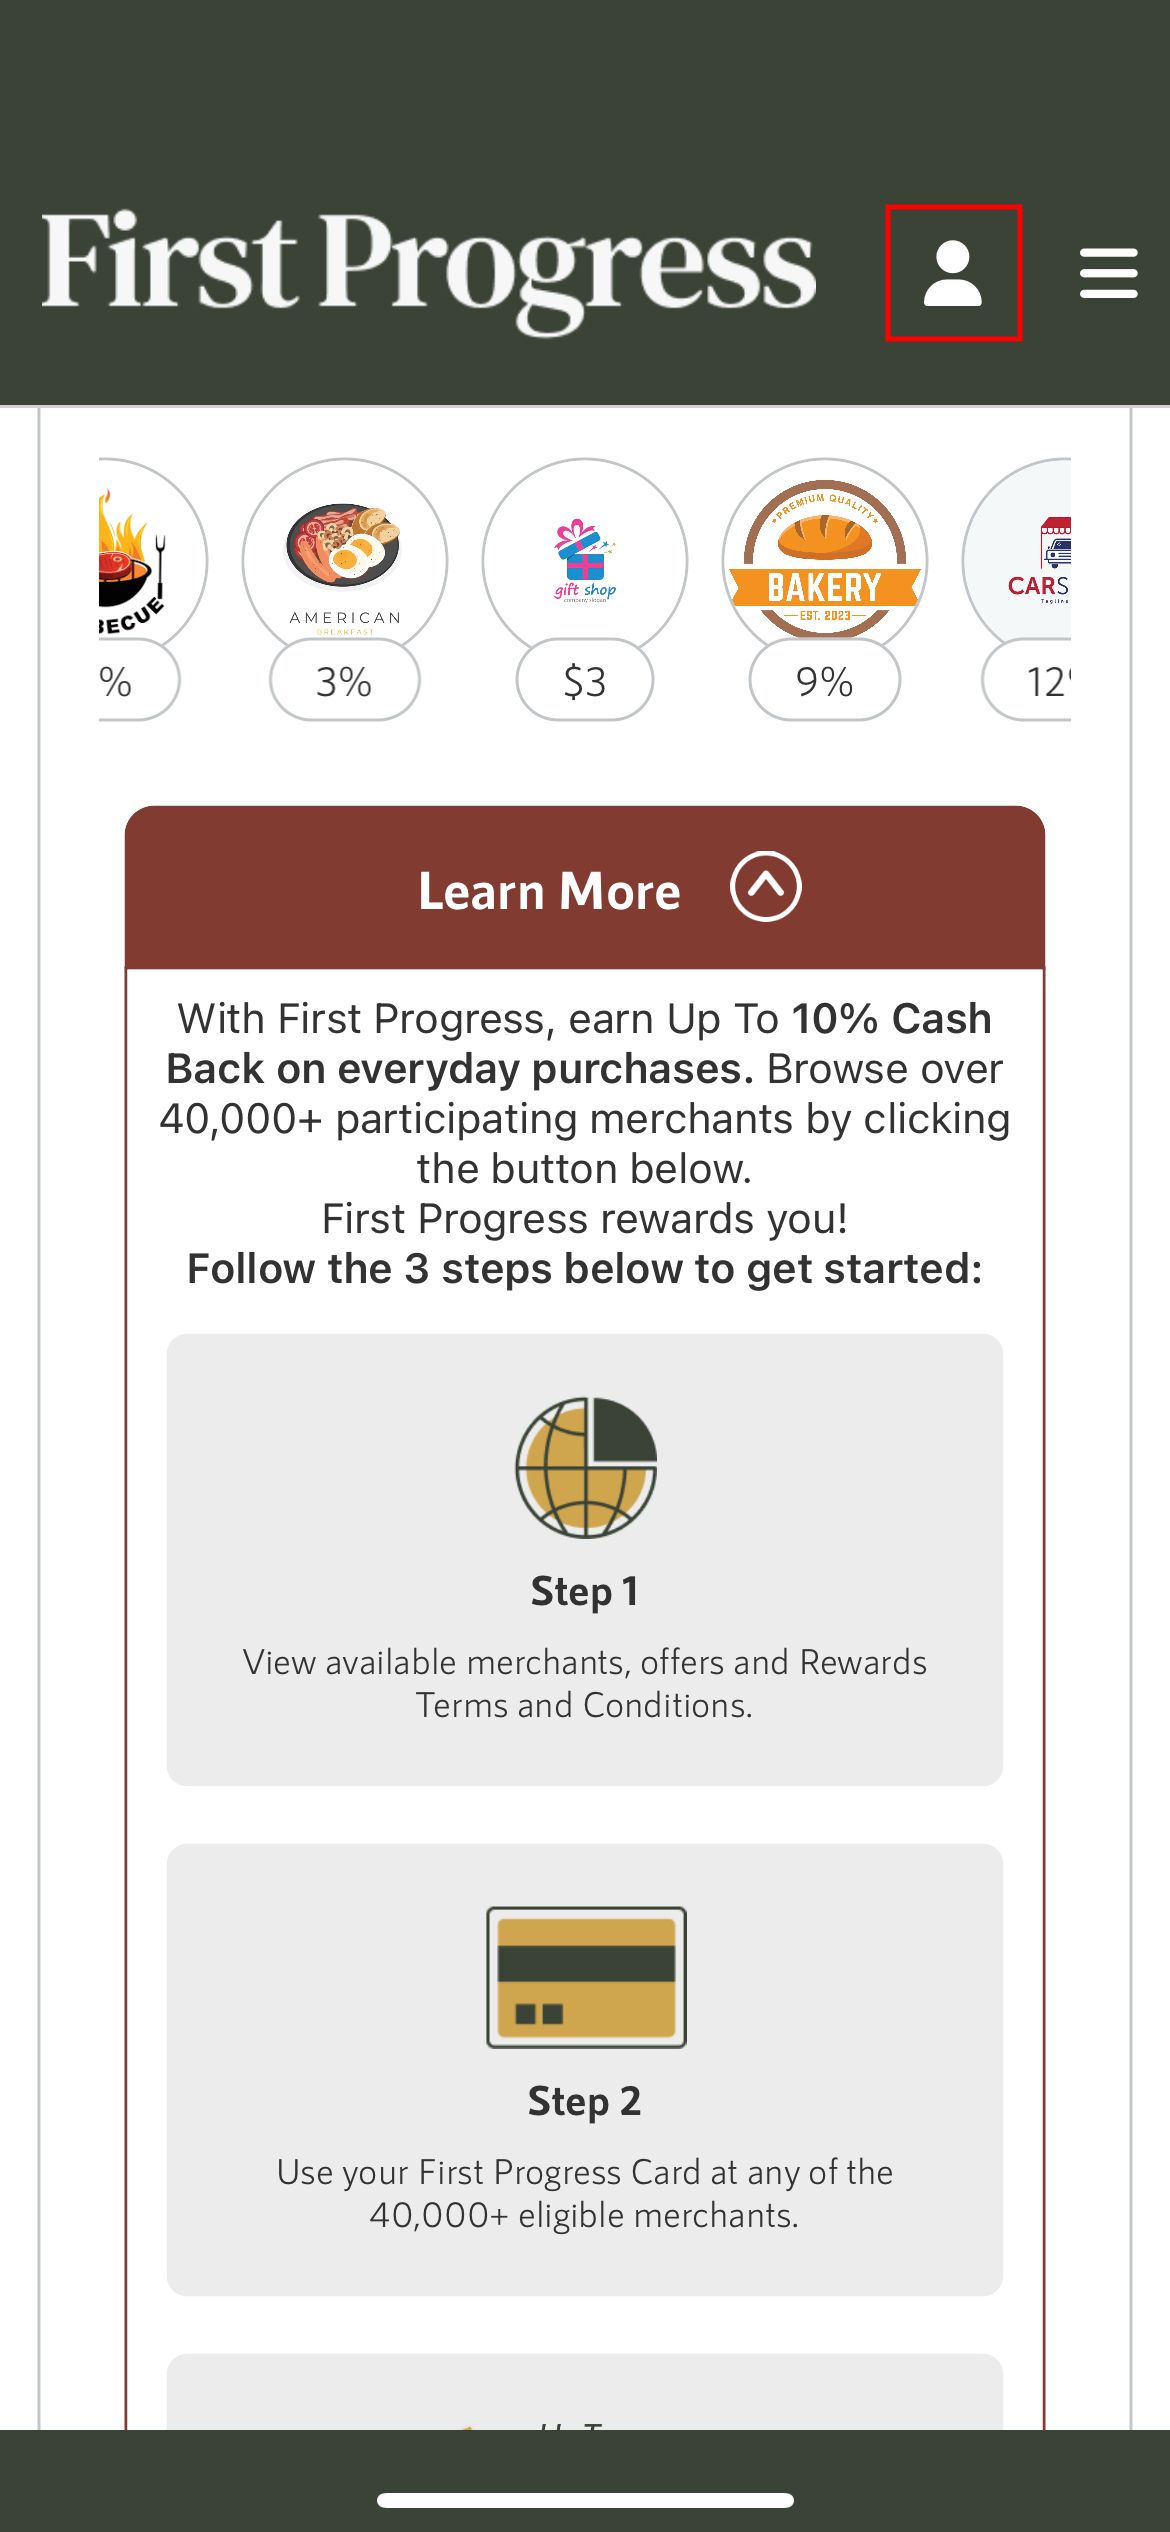 First Progress
BECUE
AMERICAN
BREAKFAST
gift shop
company slogan
PREMIUM QUALITY
BAKERY
EST. 2023
CARS
Tagline
%
3%
$3
9%
12
Learn More
With First Progress, earn Up To 10% Cash
Back on everyday purchases. Browse over
40,000+ participating merchants by clicking
the button below.
First Progress rewards you!
Follow the 3 steps below to get started:
Step 1
View available merchants, offers and Rewards
Terms and Conditions.
Step 2
Use your First Progress Card at any of the
40,000+ eligible merchants.